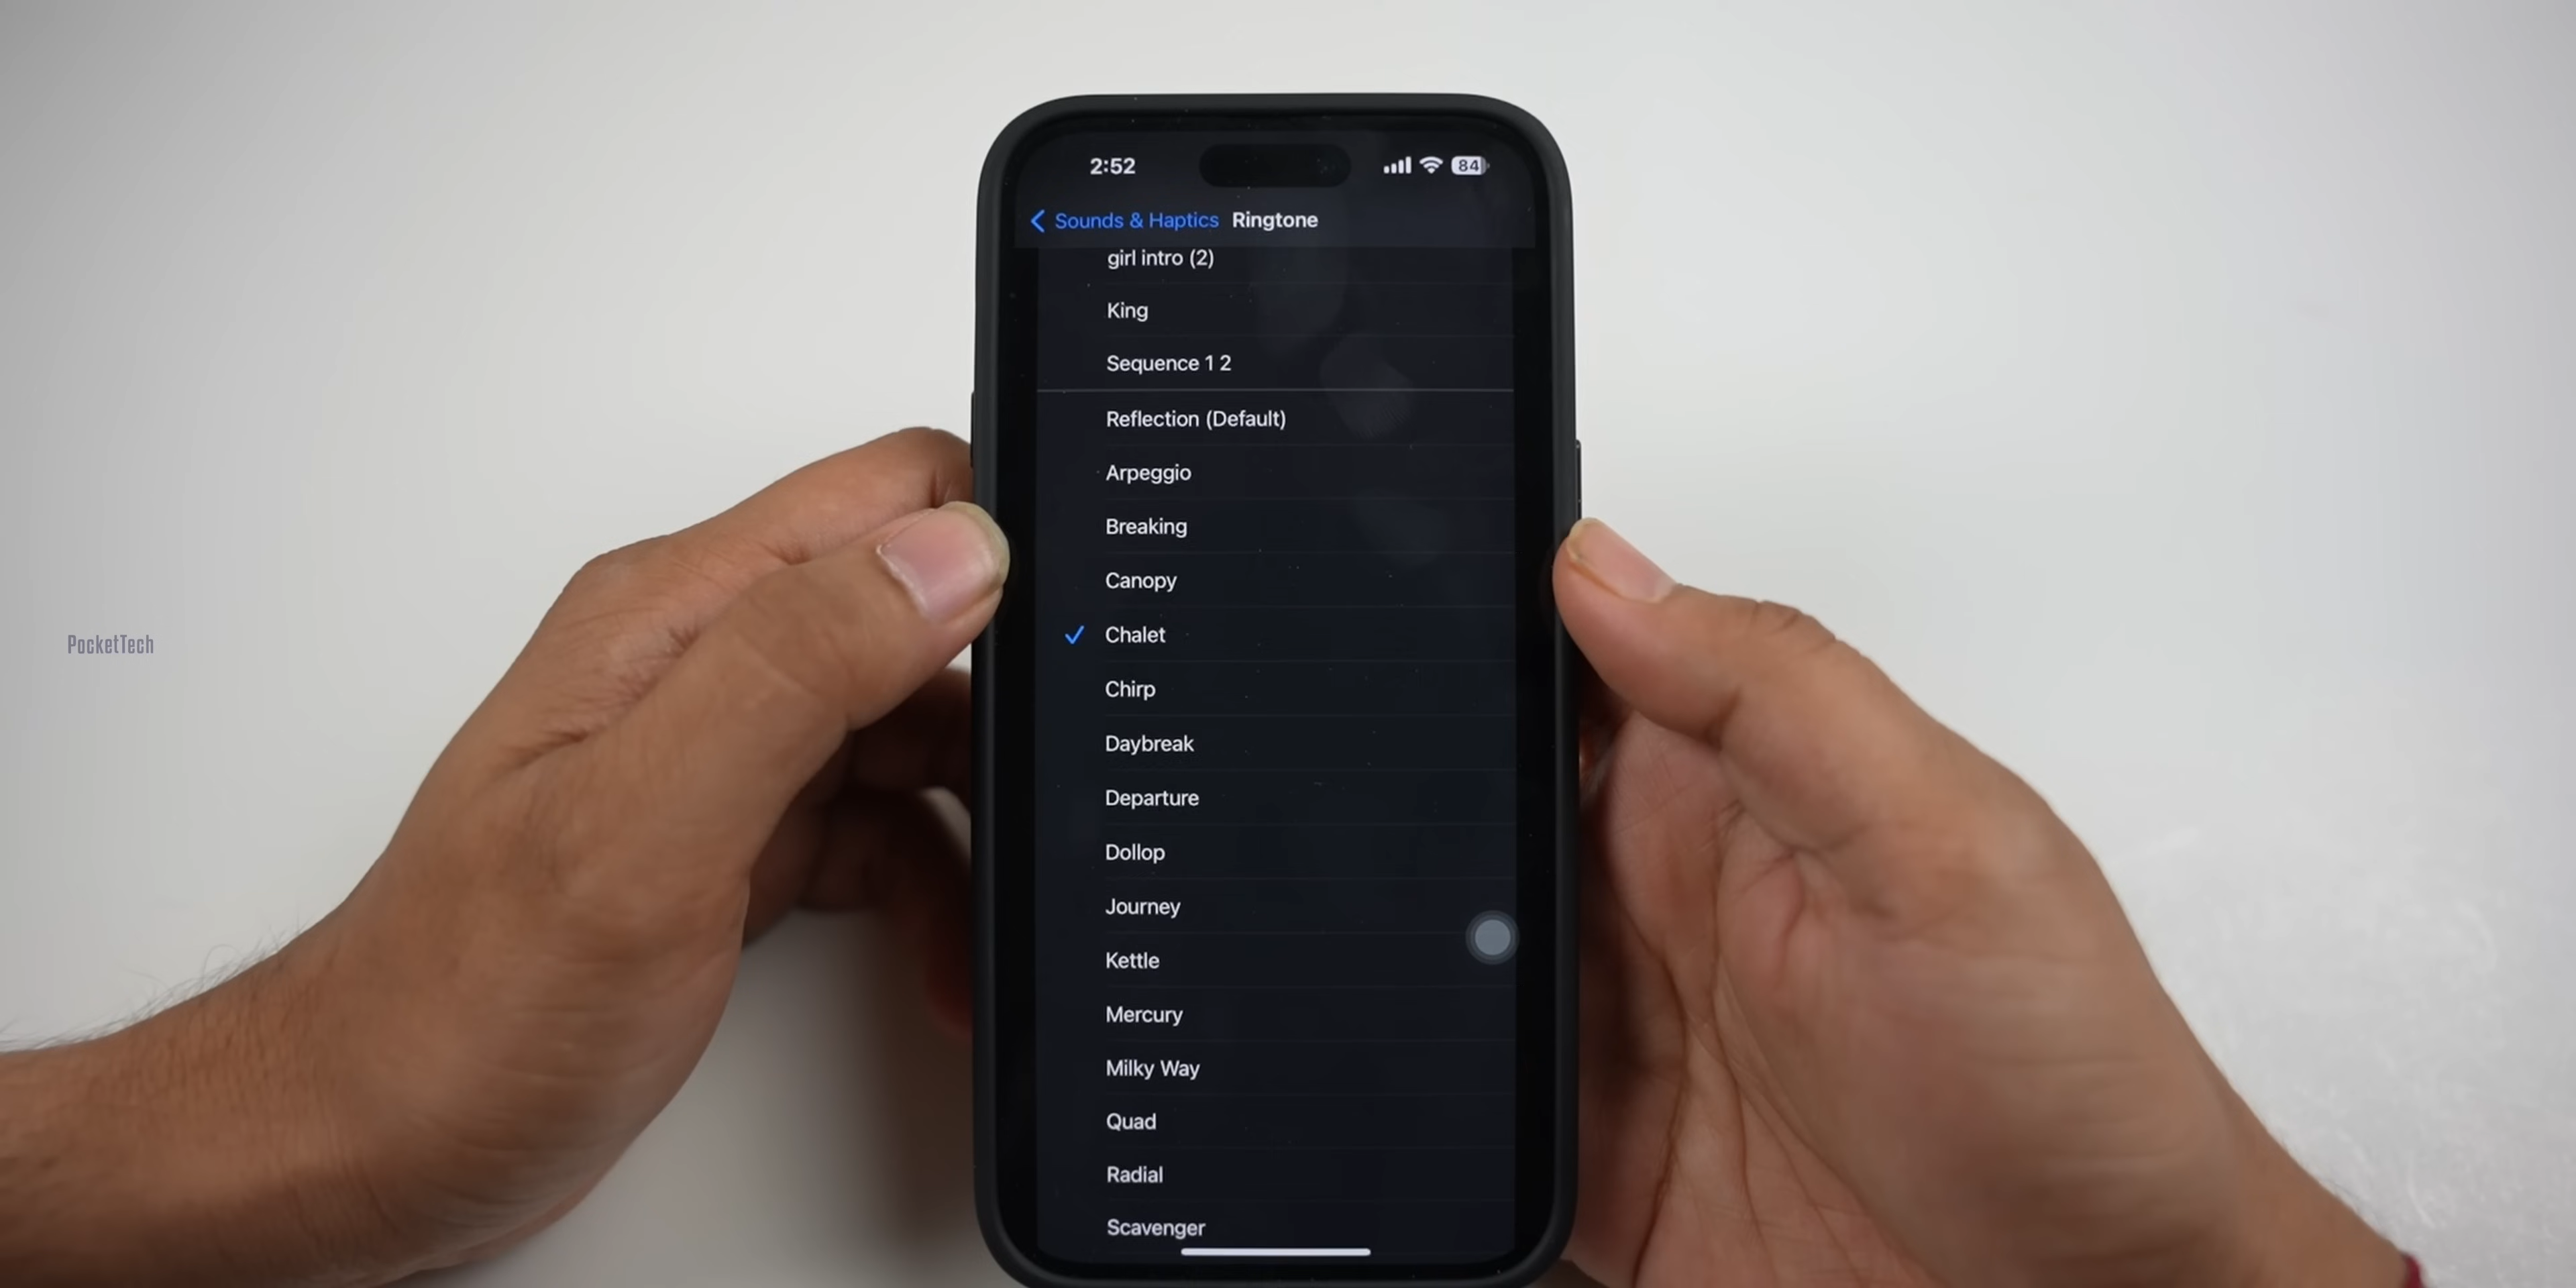 2:52
84
Sounds & Haptics Ringtone
girl intro (2)
King
Sequence 1 2
Reflection (Default)
Arpeggio
Breaking
Canopy
Chalet
PocketTech
Chirp
Daybreak
Departure
Dollop
Journey
Kettle
Mercury
Milky Way
Quad
Radial
Scavenger